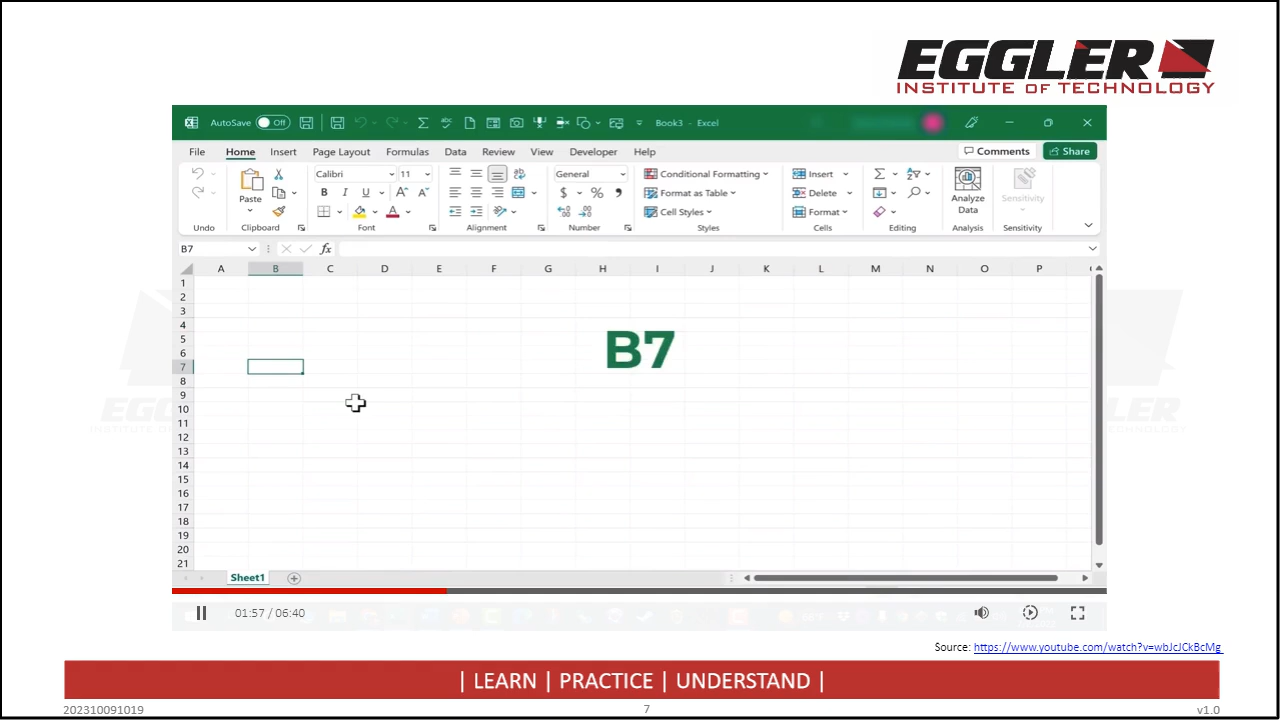 EGGLER
INSTITUTE OF TECHNOLOGY
AutoSave Off Book3 - Excel
File Home Insert Page Layout Formulas Data Review View Developer Help Comments Share
Paste Calibri 11 General Conditional Formatting Insert Analyze Data Sensitivity
B I U A A ab $ % Format as Table Delete
A Cell Styles Format
Undo Clipboard Font Alignment Number Styles Cells Editing Analysis Sensitivity
B7 fx
A B C D E F G H I J K L M N O P
1
2
3
4
5
B7
6
7
8
9
10
11
12
13
14
15
16
17
18
19
20
21
Sheet1
01:57 / 06:40
Source: https://www.youtube.com/watch?v=wbJcJCkBcMg
| LEARN | PRACTICE | UNDERSTAND |
202310091019 7 v1.0